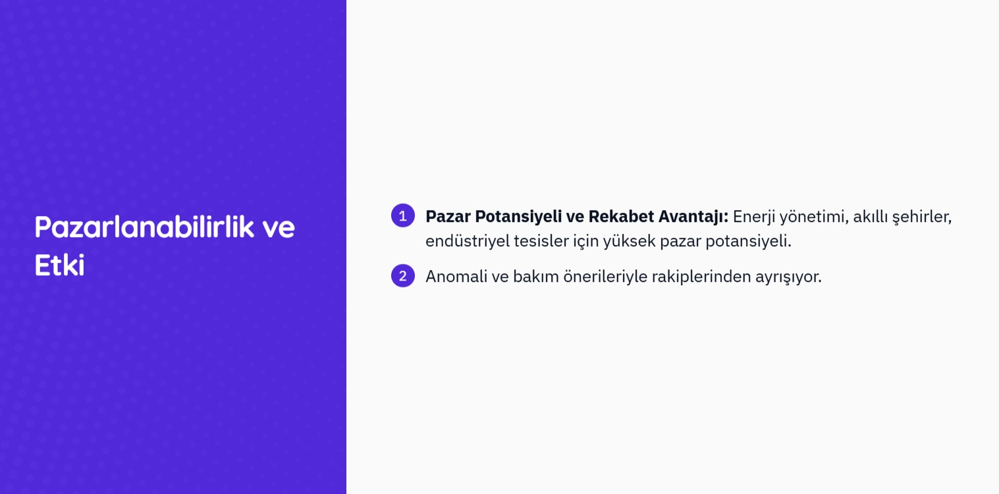 Pazarlanabilirlik ve
Etki
1 Pazar Potansiyeli ve Rekabet Avantajı: Enerji yönetimi, akıllı şehirler,
endüstriyel tesisler için yüksek pazar potansiyeli.
2 Anomali ve bakım önerileriyle rakiplerinden ayrışıyor.